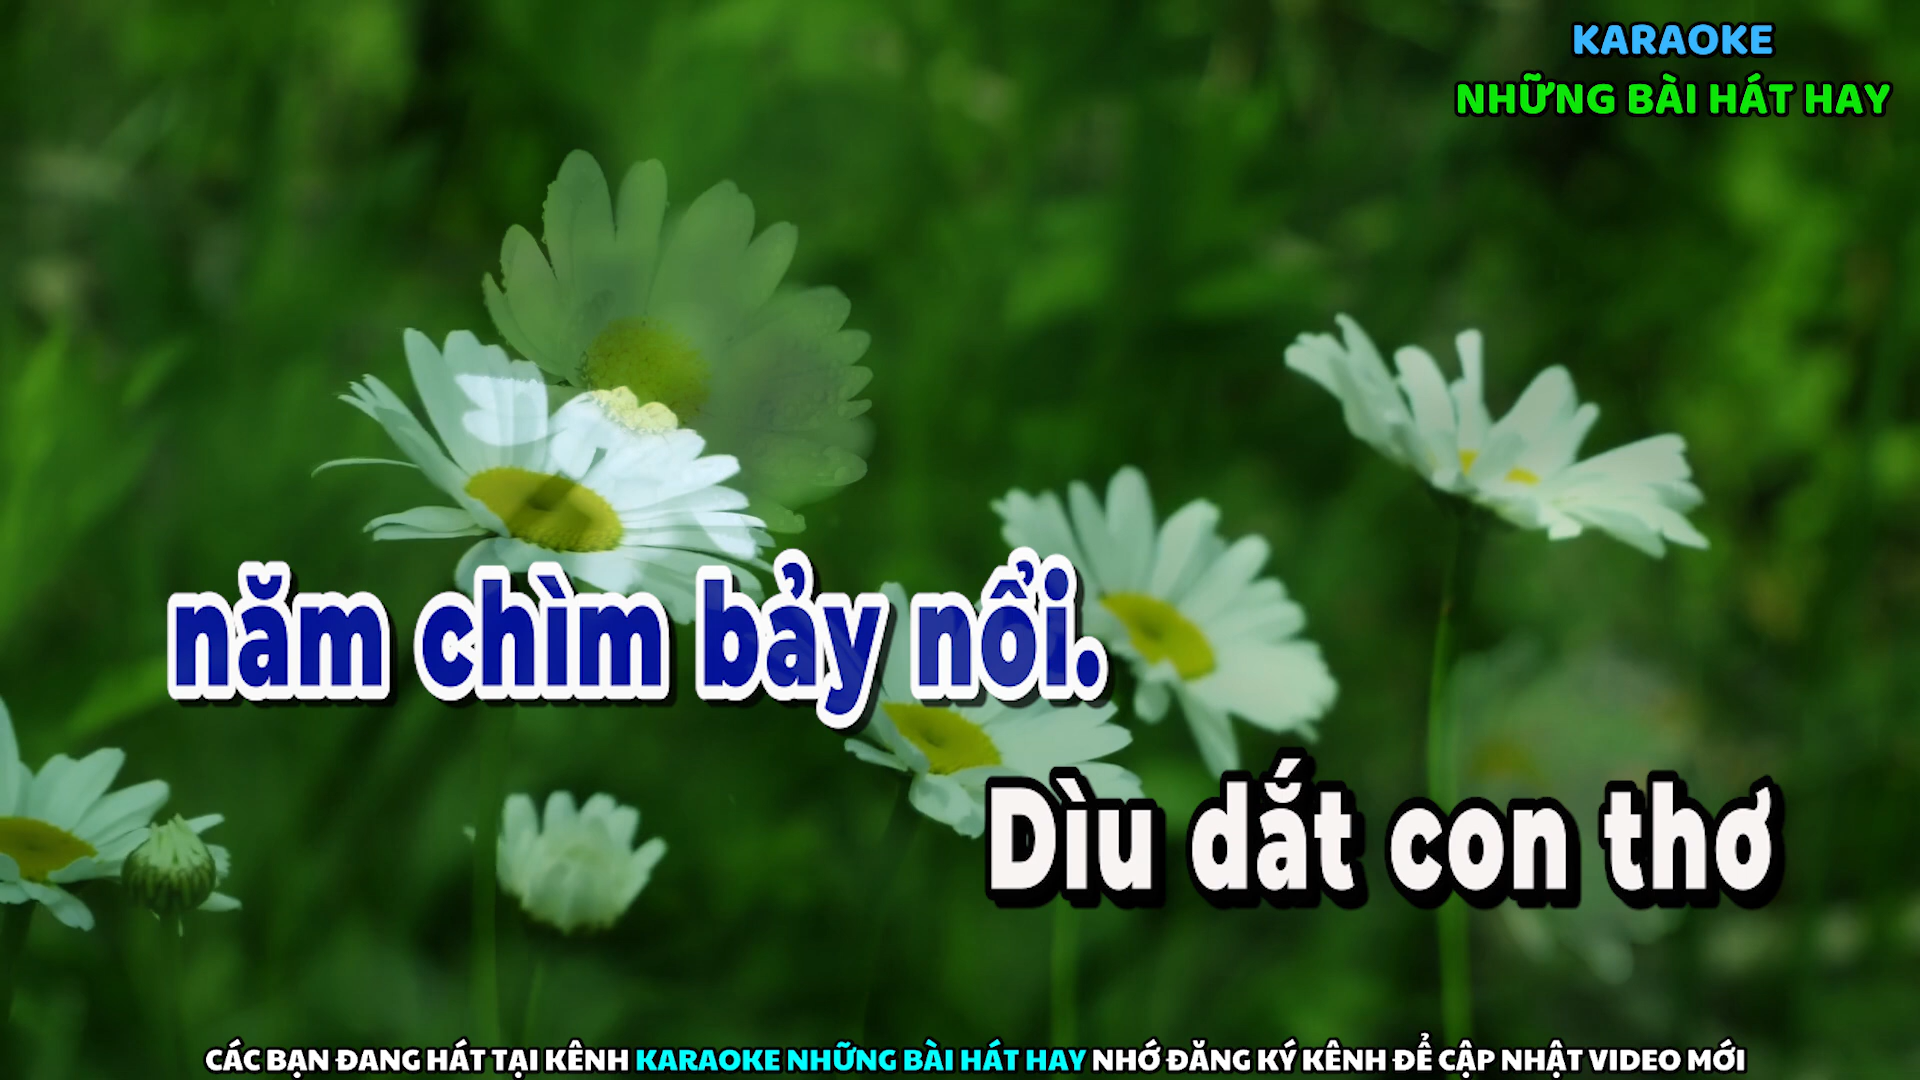 KARAOKE
NHỮNG BÀI HÁT HAY
năm chìm bảy nổi.
Dìu dắt con thơ
CÁC BẠN ĐANG HÁT TẠI KÊNH KARAOKE NHỮNG BÀI HÁT HAY NHỚ ĐĂNG KÝ KÊNH ĐỂ CẬP NHẬT VIDEO MỚI